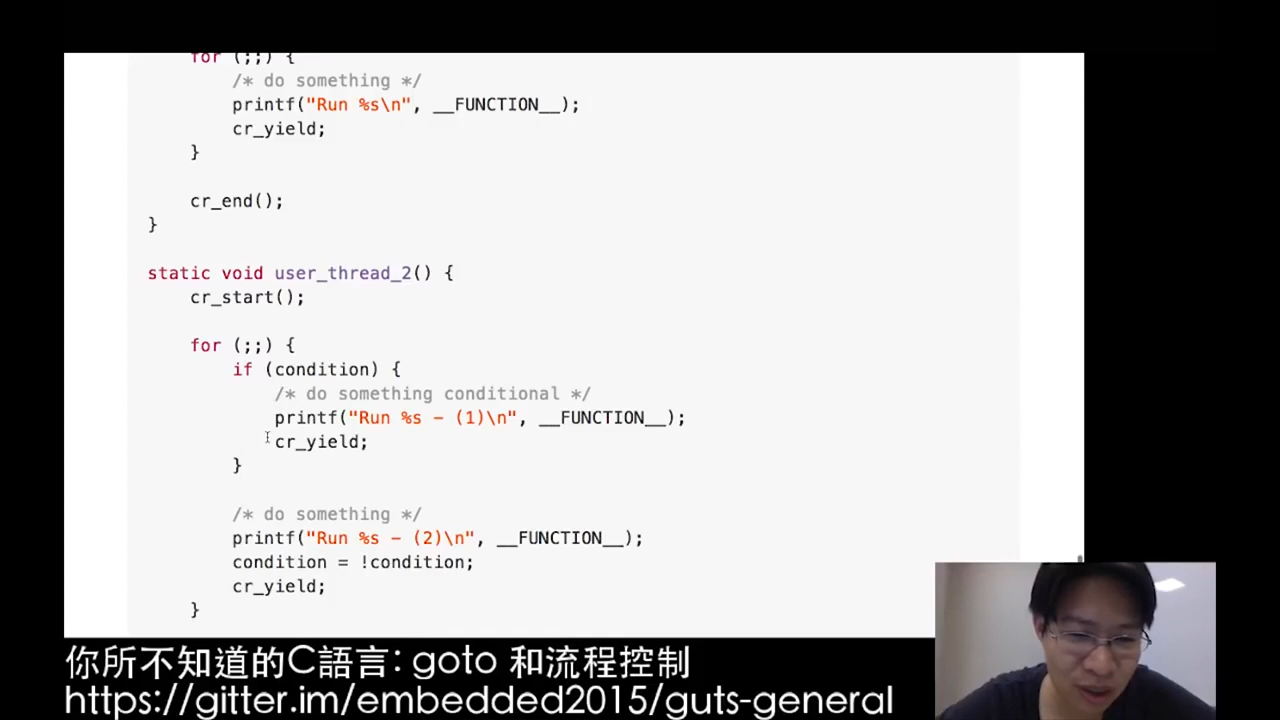 for (;;) {
/* do something */
printf("Run %s\n", __FUNCTION__);
cr_yield;
}
cr_end();
}
static void user_thread_2() {
cr_start();
for (;;) {
if (condition) {
/* do something conditional */
printf("Run %s - (1)\n", __FUNCTION__);
cr_yield;
}
/* do something */
printf("Run %s - (2)\n", __FUNCTION__);
condition = !condition;
cr_yield;
}
你所不知道的C語言: goto 和流程控制
https://gitter.im/embedded2015/guts-general